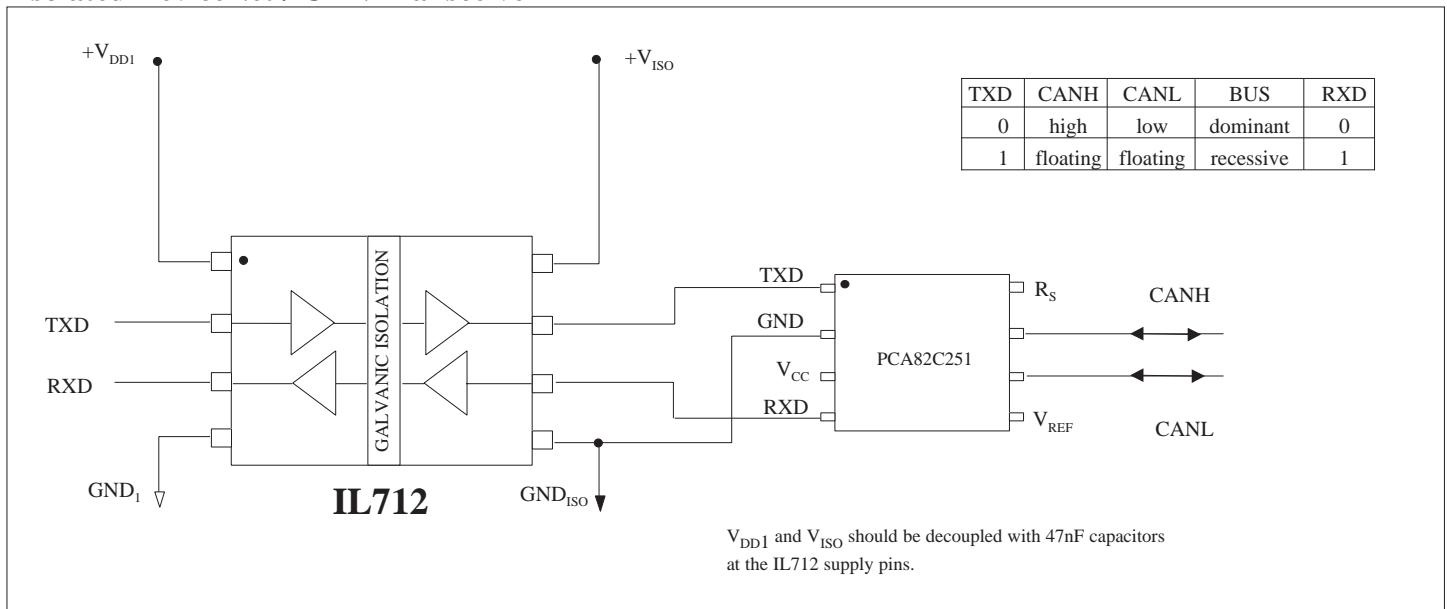 +VDD1
+VISO
TXD CANH CANL BUS RXD
0 high low dominant 0
1 floating floating recessive 1
GALVANIC ISOLATION
TXD
RXD
GND1
IL712
GNDISO
TXD
GND
VCC
RXD
PCA82C251
RS
VREF
CANH
CANL
VDD1 and VISO should be decoupled with 47nF capacitors
at the IL712 supply pins.